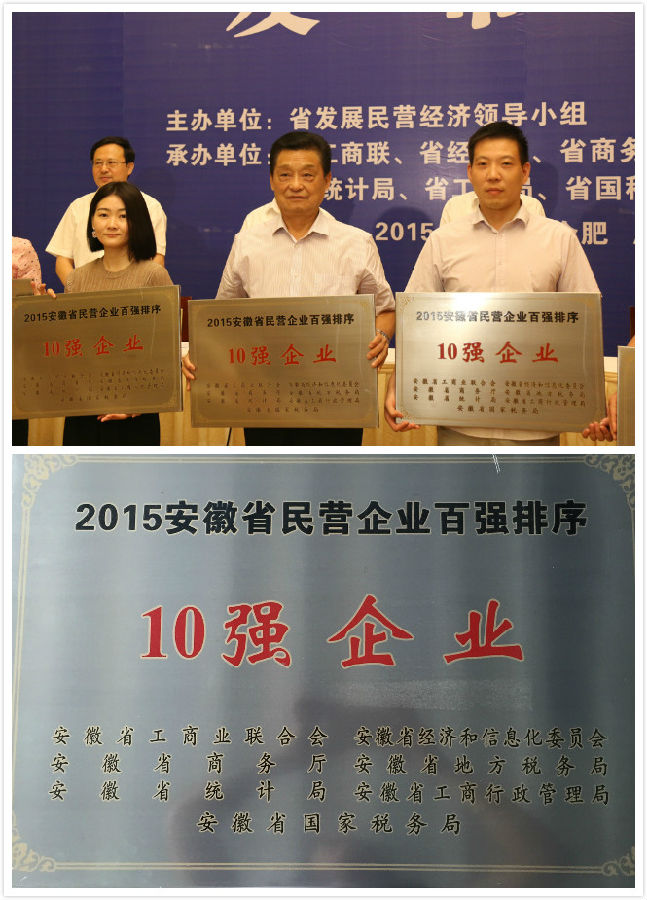 主办单位：省发展民营经济领导小组
承办单位： 工商联、省经 、省商务
统计局、省工 局、省国税
2015 合肥
2015安徽省民营企业百强排序
10强企业
2015安徽省民营企业百强排序
10强企业
2015安徽省民营企业百强排序
10强企业
安徽省工商业联合会 安徽省经济和信息化委员会
安徽省商务厅 安徽省地方税务局
安徽省统计局 安徽省工商行政管理局
安徽省国家税务局
2015安徽省民营企业百强排序
10强企业
安徽省工商业联合会 安徽省经济和信息化委员会
安徽省商务厅 安徽省地方税务局
安徽省统计局 安徽省工商行政管理局
安徽省国家税务局